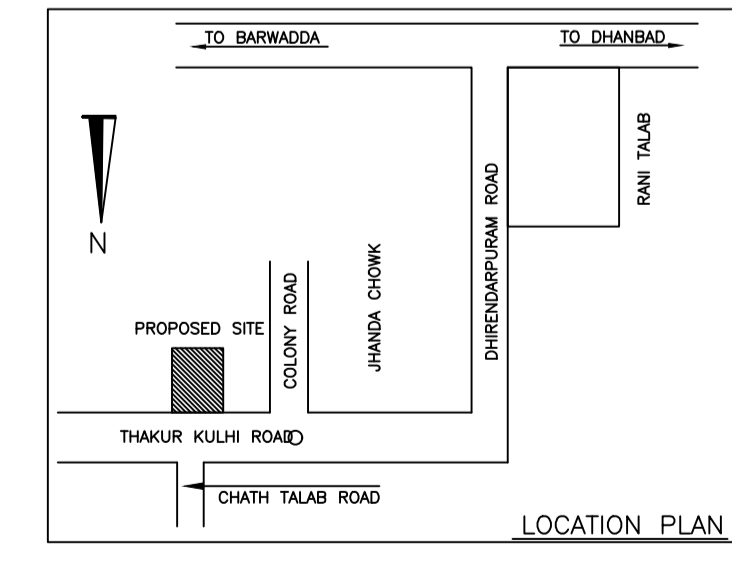 TO BARWADDA
TO DHANBAD
RANI TALAB
DHIRENDARPURAM ROAD
JHANDA CHOWK
COLONY ROAD
N
PROPOSED SITE
THAKUR KULHI ROAD
CHATH TALAB ROAD
LOCATION PLAN